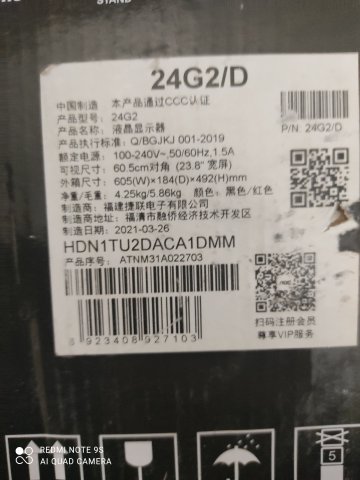 STAND
24G2/D
中国制造 本产品通过CCC认证
产品型号: 24G2
产品名称: 液晶显示器
P/N: 24G2/D
产品执行标准: Q/BGJKJ 001-2019
额定电源: 100-240V~,50/60Hz,1.5A
可视尺寸: 60.5cm对角 (23.8" 宽屏)
外箱尺寸: 605(W)×184(D)×492(H)mm
净重/毛重: 4.25kg/5.86kg 颜色: 黑色/红色
制造商: 福建捷联电子有限公司
制造商地址: 福清市融侨经济技术开发区
制造日期: 2021-03-26
HDN1TU2DACA1DMM
产品序号: ATNM31A022703
8 923408 927103
扫码注册会员
尊享VIP服务
5
REDMI NOTE 9S
AI QUAD CAMERA